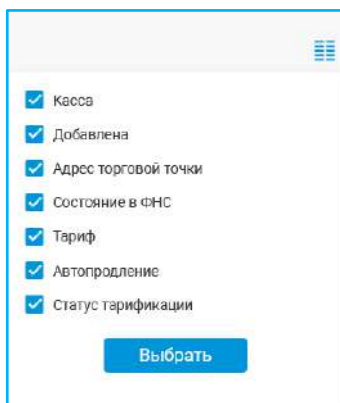 Касса
Добавлена
Адрес торговой точки
Состояние в ФНС
Тариф
Автопродление
Статус тарификации
Выбрать